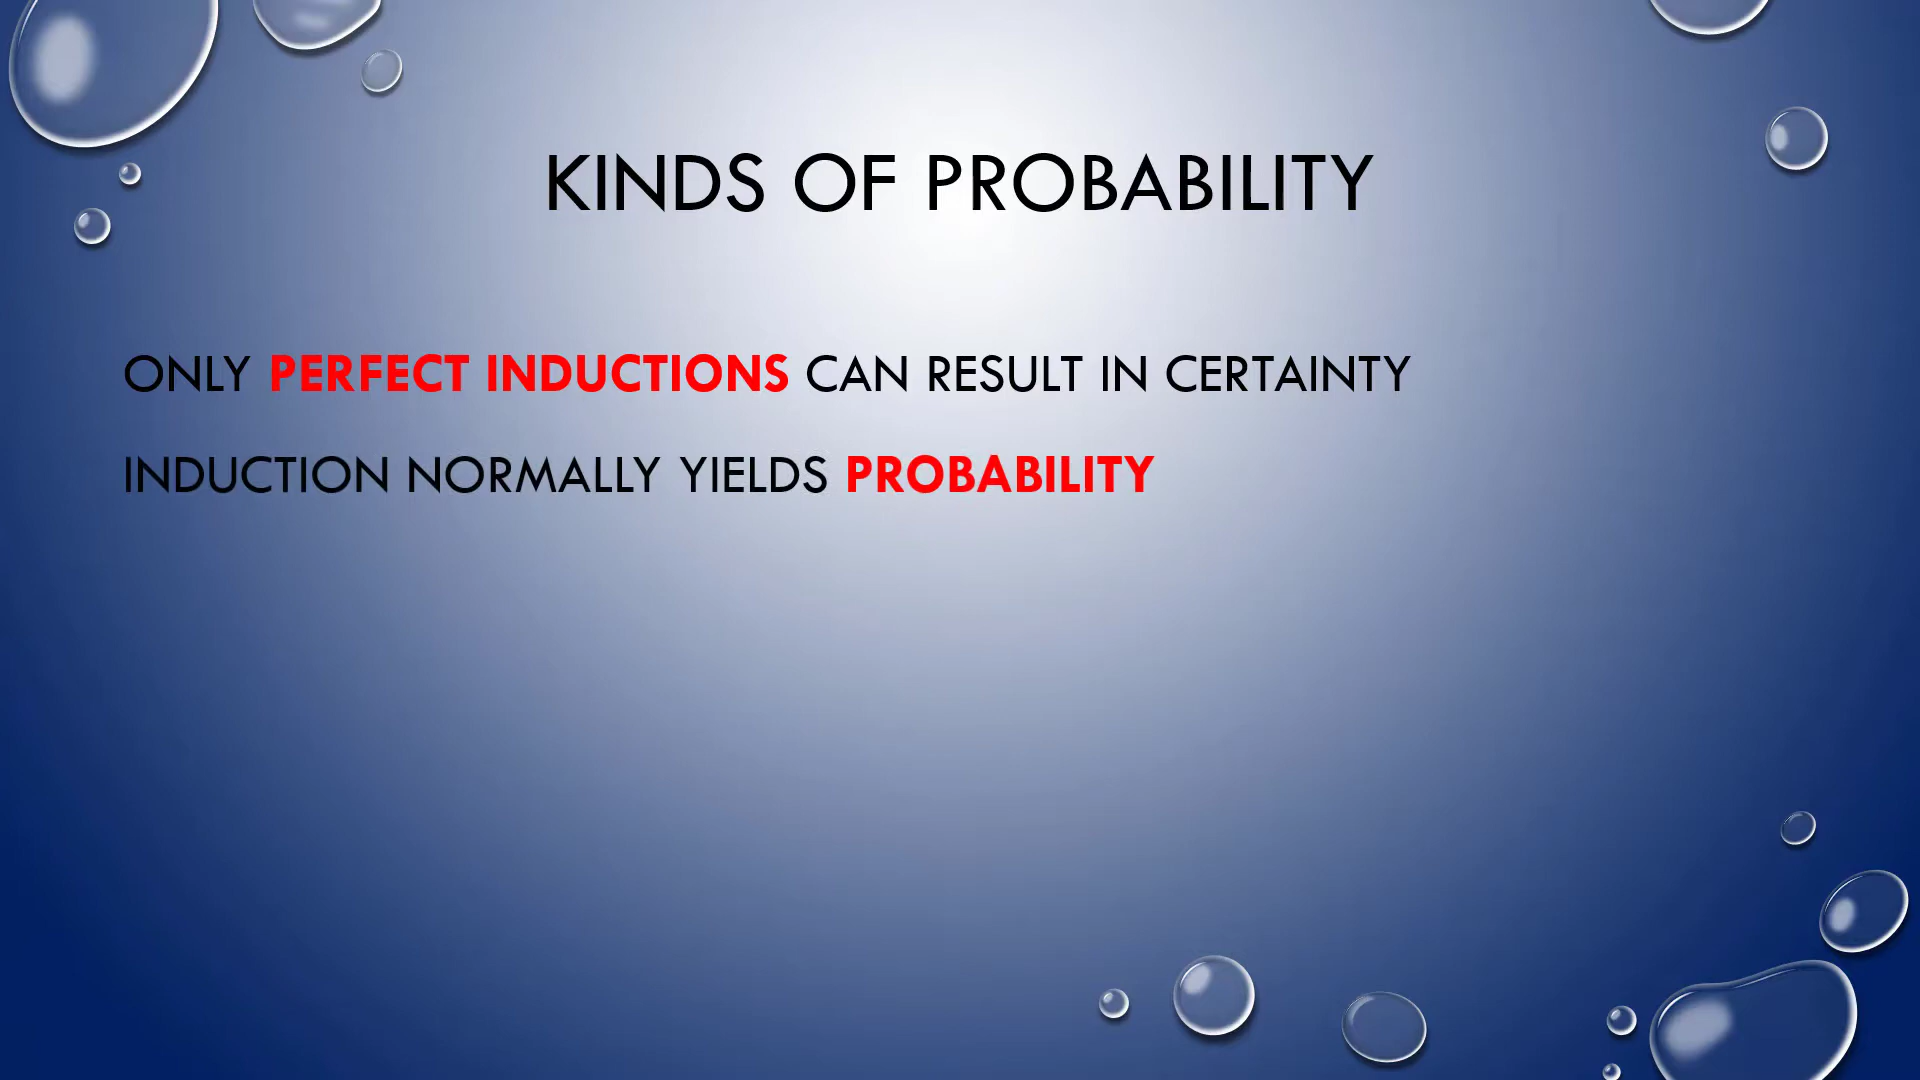 KINDS OF PROBABILITY
ONLY PERFECT INDUCTIONS CAN RESULT IN CERTAINTY
INDUCTION NORMALLY YIELDS PROBABILITY